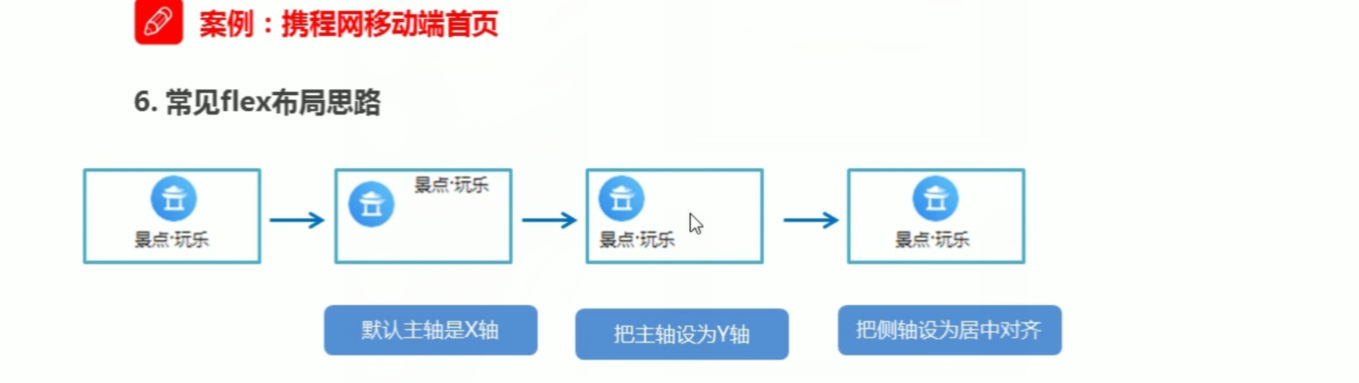 案例：携程网移动端首页
6. 常见flex布局思路
景点·玩乐
景点·玩乐
景点·玩乐
景点·玩乐
默认主轴是X轴
把主轴设为Y轴
把侧轴设为居中对齐